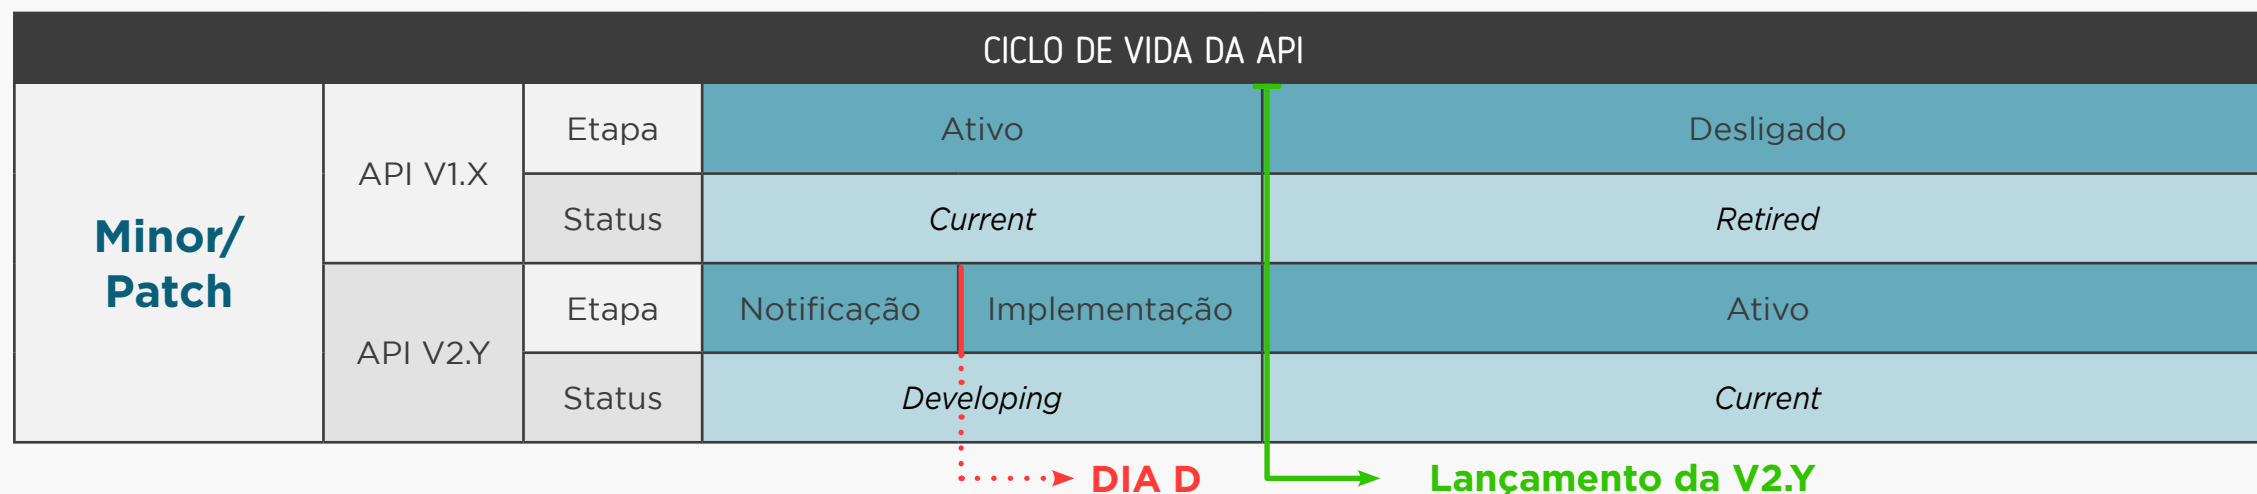 CICLO DE VIDA DA API
Minor/
Patch
API V1.X
Etapa
Ativo
Desligado
Status
Current
Retired
API V2.Y
Etapa
Notificação
Implementação
Ativo
Status
Developing
Current
DIA D
Lançamento da V2.Y